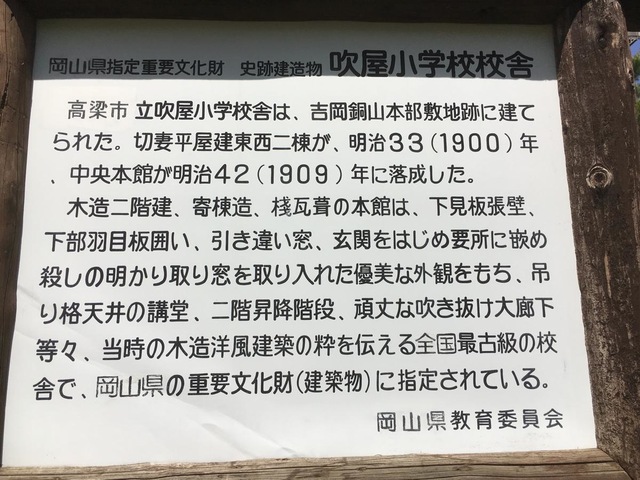 岡山県指定重要文化財 史跡建造物 吹屋小学校校舎
高梁市 立吹屋小学校舎は、吉岡銅山本部敷地跡に建て
られた。切妻平屋建東西二棟が、明治33(1900)年
、中央本館が明治42(1909)年に落成した。
木造二階建、寄棟造、桟瓦葺の本館は、下見板張壁、
下部羽目板囲い、引き違い窓、玄関をはじめ要所に嵌め
殺しの明かり取り窓を取り入れた優美な外観をもち、吊
り格天井の講堂、二階昇降階段、頑丈な吹き抜け大廊下
等々、当時の木造洋風建築の粋を伝える全国最古級の校
舎で、岡山県の重要文化財(建築物)に指定されている。
岡山県教育委員会